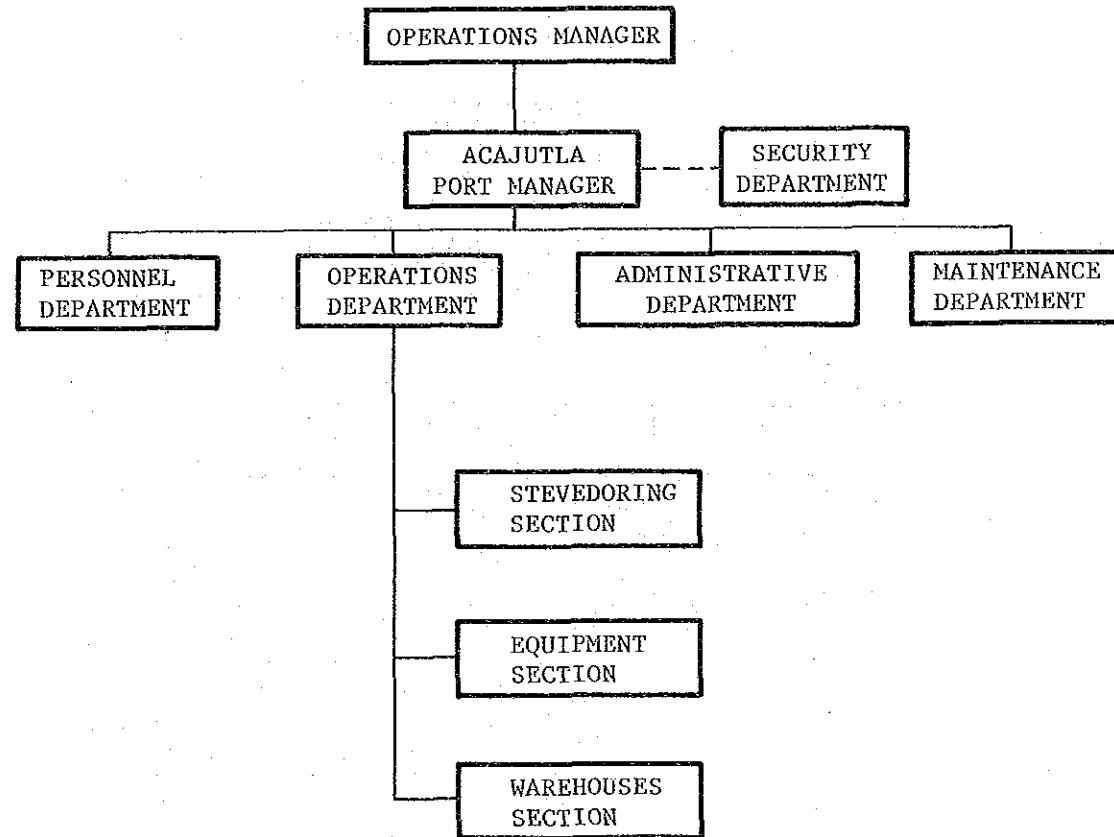 OPERATIONS MANAGER
ACAJUTLA
PORT MANAGER
SECURITY
DEPARTMENT
PERSONNEL
DEPARTMENT
OPERATIONS
DEPARTMENT
ADMINISTRATIVE
DEPARTMENT
MAINTENANCE
DEPARTMENT
STEVEDORING
SECTION
EQUIPMENT
SECTION
WAREHOUSES
SECTION